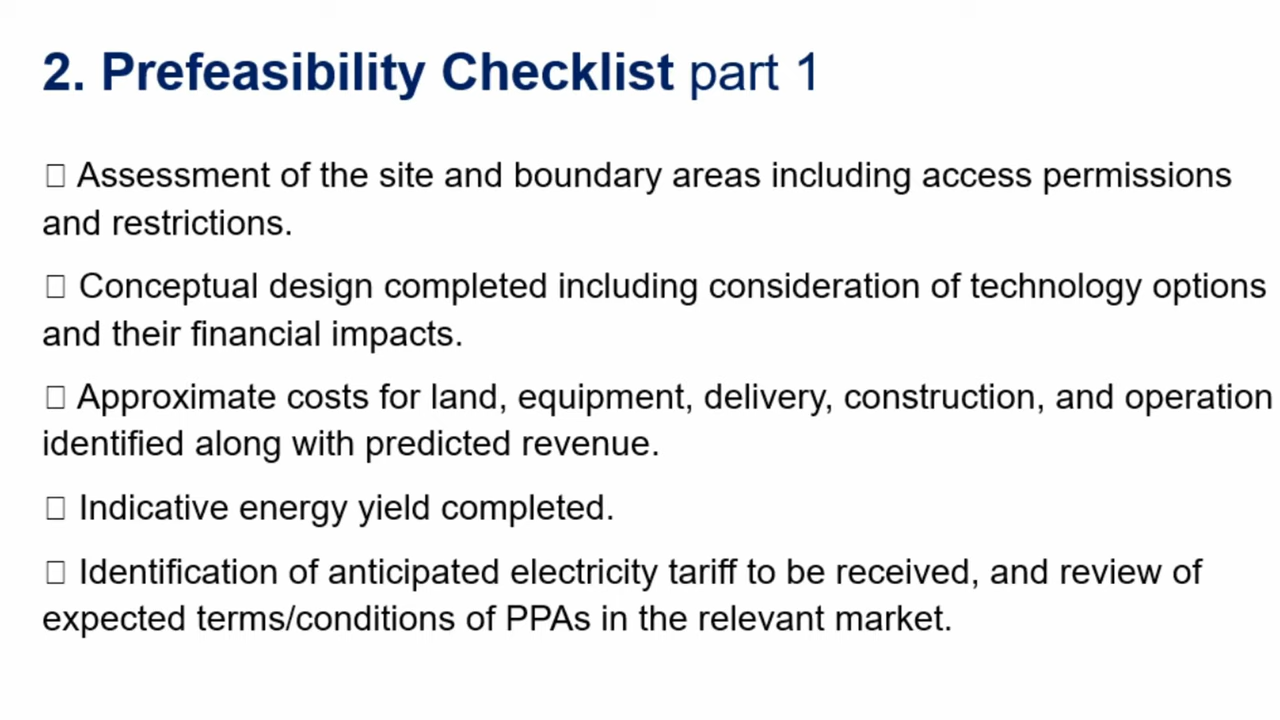 2. Prefeasibility Checklist part 1
□ Assessment of the site and boundary areas including access permissions
and restrictions.
□ Conceptual design completed including consideration of technology options
and their financial impacts.
□ Approximate costs for land, equipment, delivery, construction, and operation
identified along with predicted revenue.
□ Indicative energy yield completed.
□ Identification of anticipated electricity tariff to be received, and review of
expected terms/conditions of PPAs in the relevant market.